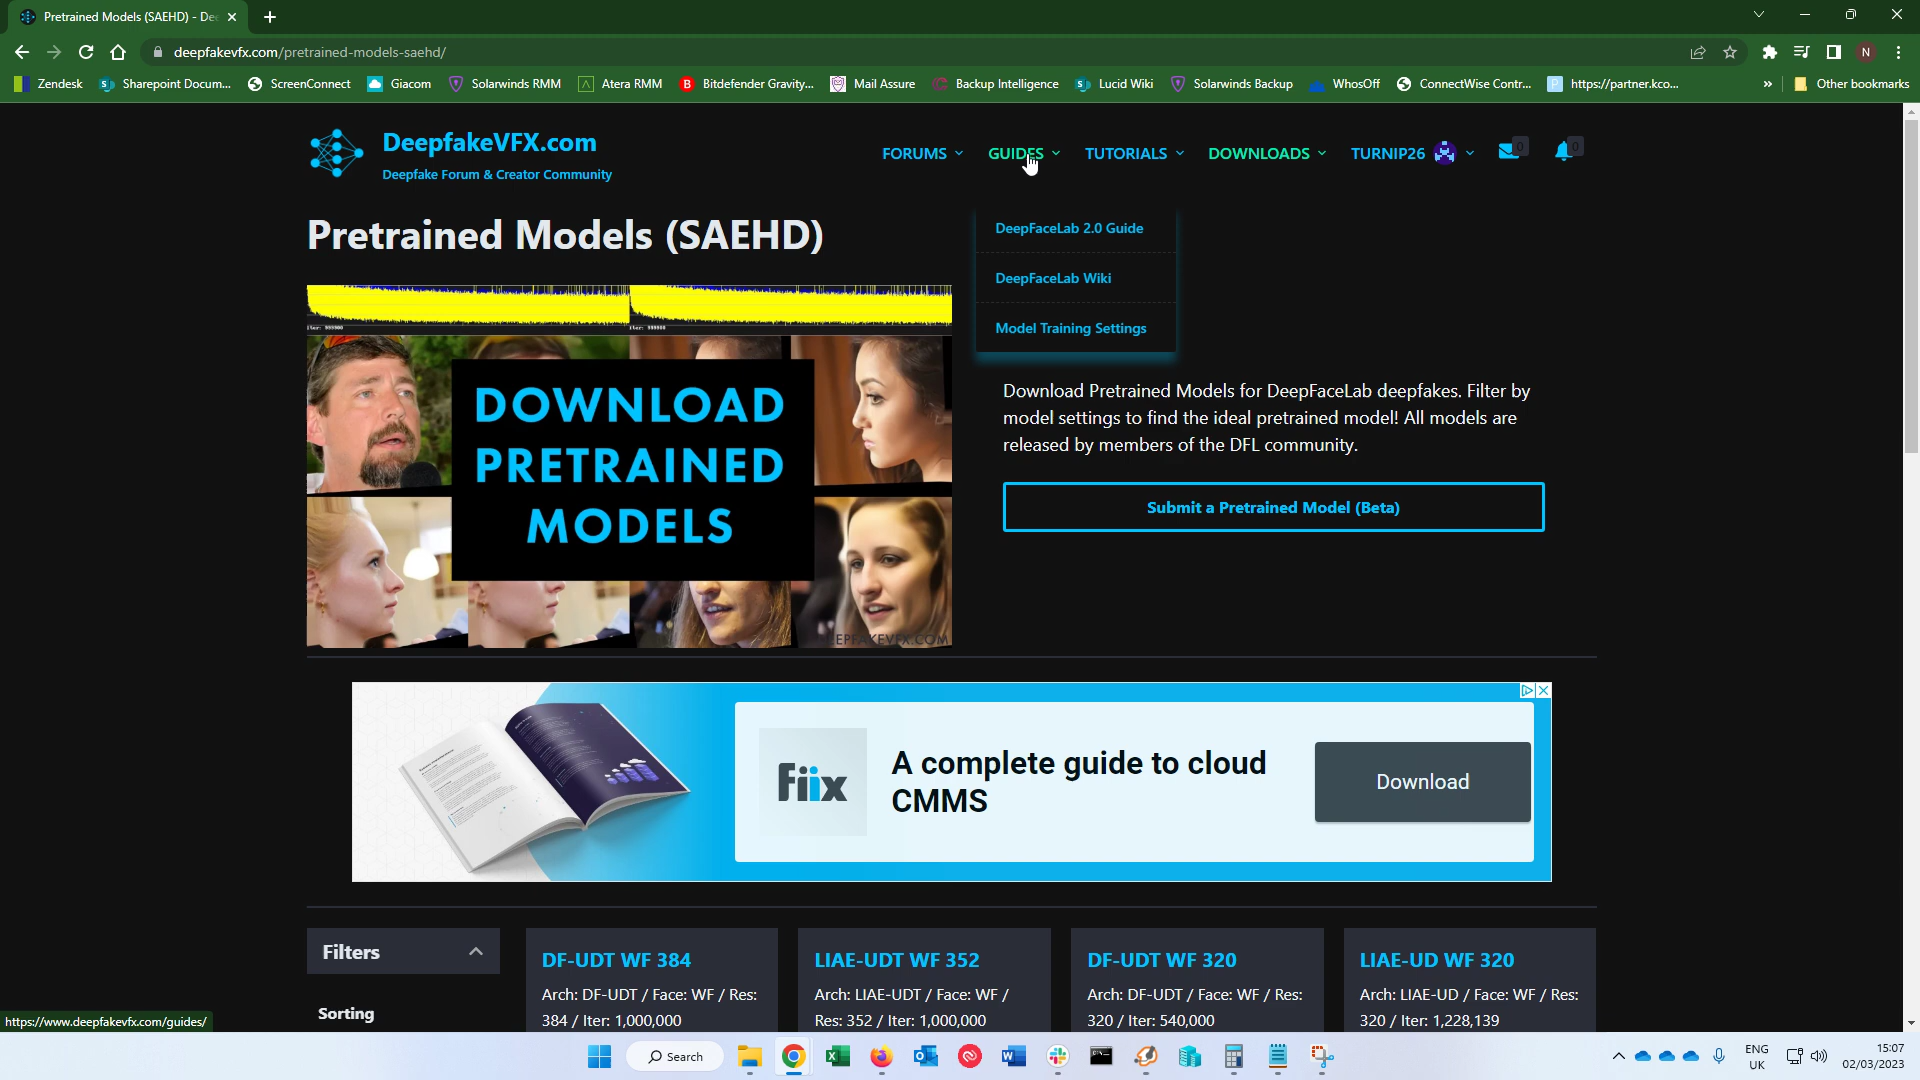 Pretrained Models (SAEHD) - De
deepfakevfx.com/pretrained-models-saehd/
N
Zendesk
Sharepoint Docum...
ScreenConnect
Giacom
Solarwinds RMM
Atera RMM
Bitdefender Gravity...
Mail Assure
Backup Intelligence
Lucid Wiki
Solarwinds Backup
WhosOff
ConnectWise Contr...
https://partner.kco...
»
Other bookmarks
DeepfakeVFX.com
Deepfake Forum & Creator Community
FORUMS
GUIDES
TUTORIALS
DOWNLOADS
TURNIP26
0
0
Pretrained Models (SAEHD)
DeepFaceLab 2.0 Guide
DeepFaceLab Wiki
Model Training Settings
DOWNLOAD
PRETRAINED
MODELS
Download Pretrained Models for DeepFaceLab deepfakes. Filter by
model settings to find the ideal pretrained model! All models are
released by members of the DFL community.
Submit a Pretrained Model (Beta)
Fiix
A complete guide to cloud
CMMS
Download
Filters
Sorting
DF-UDT WF 384
Arch: DF-UDT / Face: WF / Res:
384 / Iter: 1,000,000
LIAE-UDT WF 352
Arch: LIAE-UDT / Face: WF /
Res: 352 / Iter: 1,000,000
DF-UDT WF 320
Arch: DF-UDT / Face: WF / Res:
320 / Iter: 540,000
LIAE-UD WF 320
Arch: LIAE-UD / Face: WF / Res:
320 / Iter: 1,228,139
https://www.deepfakevfx.com/guides/
Search
ENG
UK
15:07
02/03/2023